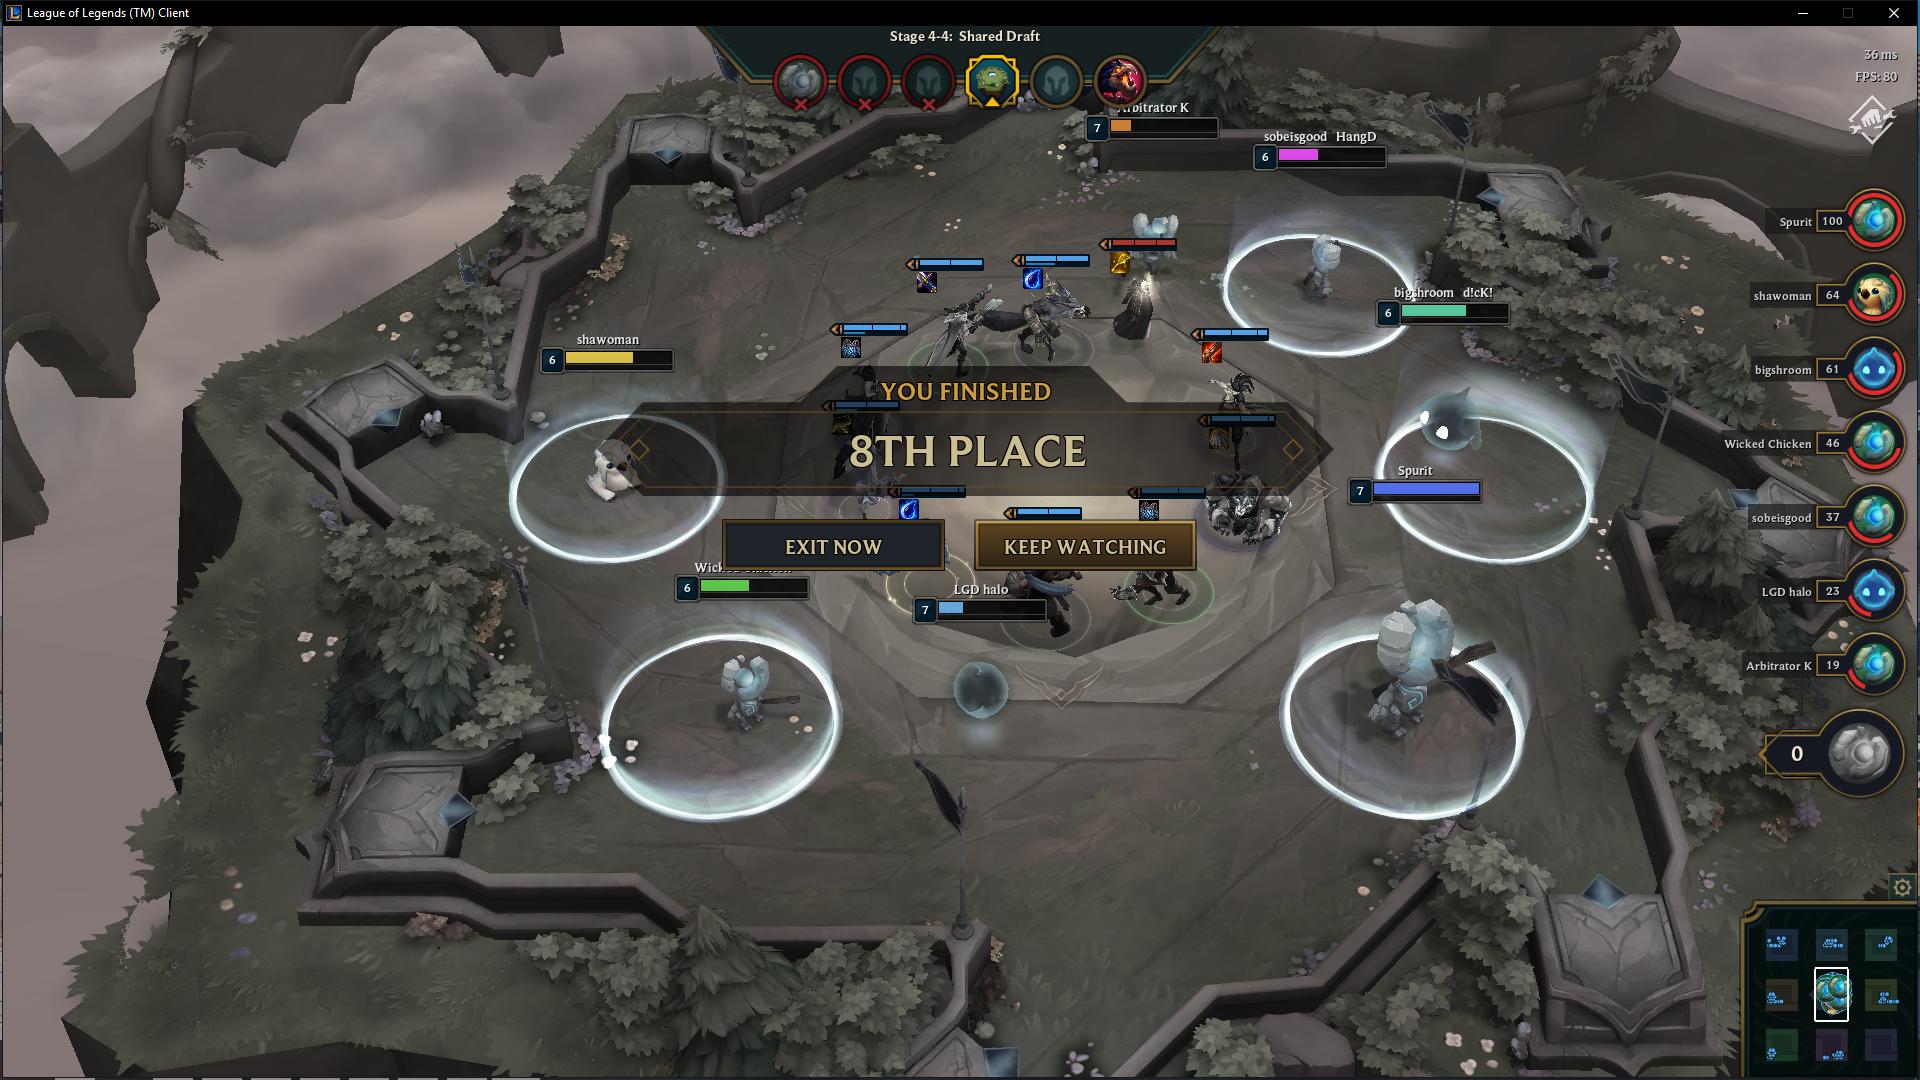 League of Legends (TM) Client
Stage 4-4: Shared Draft
36 ms
FPS: 80
Arbitrator K
7
sobeisgood HangD
6
Spurit 100
bigshroom d!cK!
6
shawoman 64
shawoman
6
bigshroom 61
YOU FINISHED
8TH PLACE
Wicked Chicken 46
Spurit
7
sobeisgood 37
EXIT NOW
KEEP WATCHING
Wicked Chicken
6
LGD halo
7
LGD halo 23
Arbitrator K 19
0